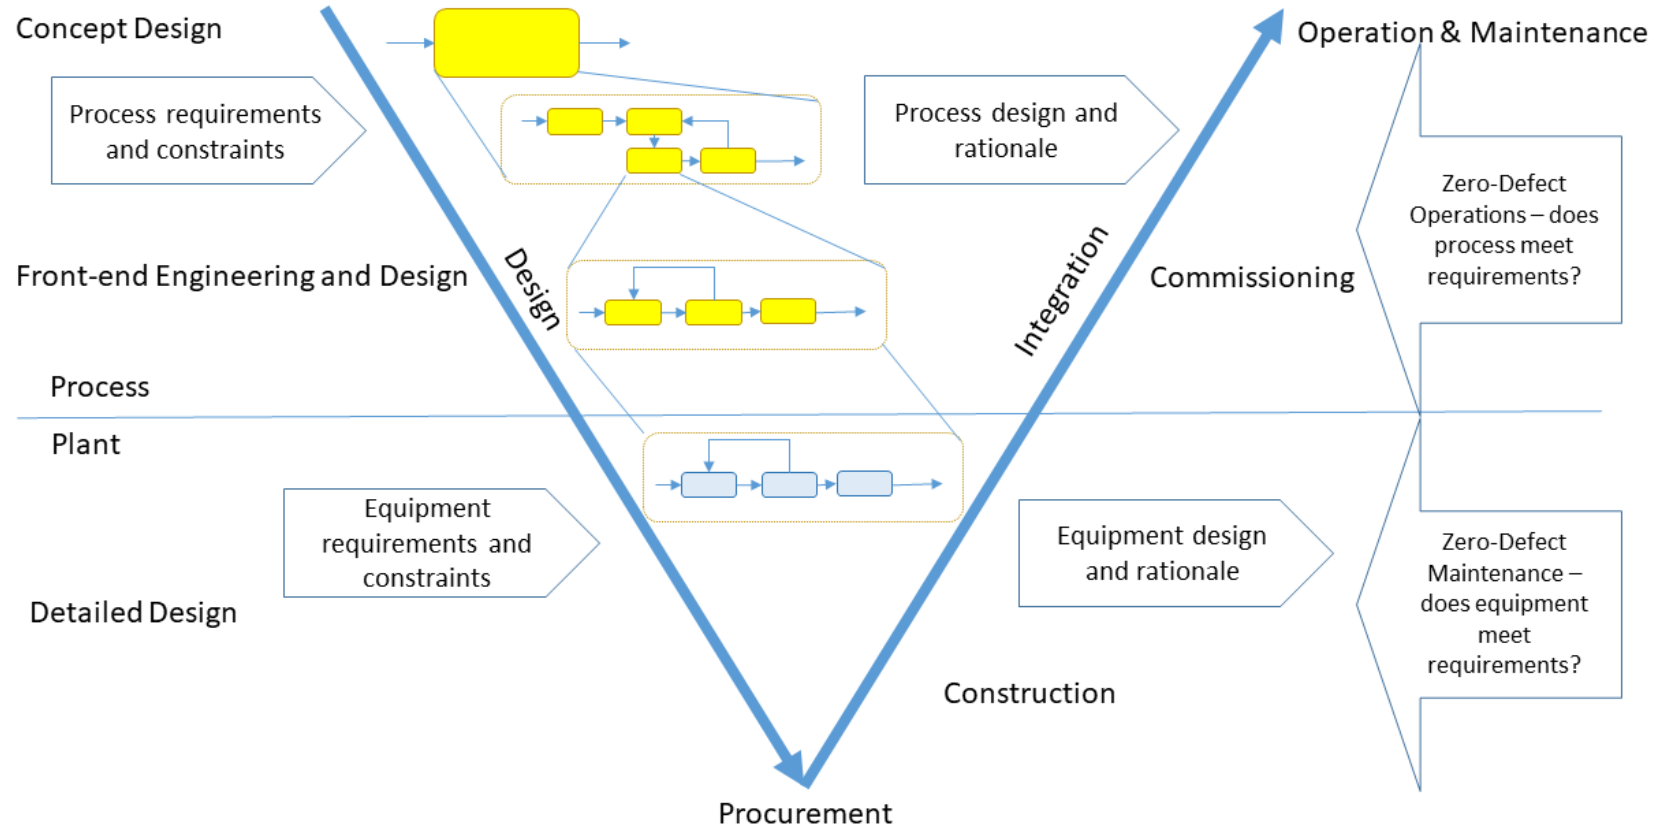 Concept Design
Operation & Maintenance
Process requirements
and constraints
Process design and
rationale
Zero-Defect
Operations – does
process meet
requirements?
Front-end Engineering and Design
Design
Integration
Commissioning
Process
Plant
Equipment
requirements and
constraints
Equipment design
and rationale
Zero-Defect
Maintenance –
does equipment
meet
requirements?
Detailed Design
Construction
Procurement